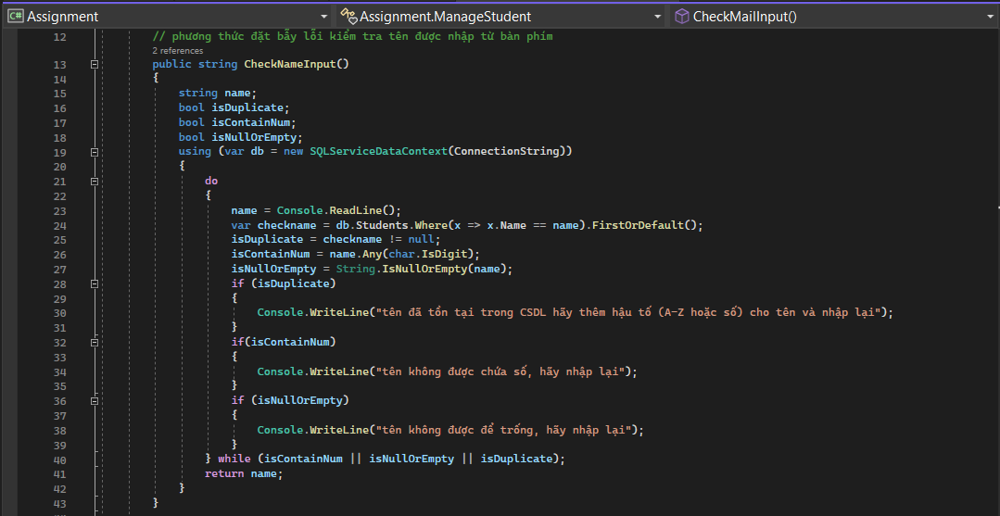 C# Assignment Assignment.ManageStudent CheckMailInput()
12 // phương thức đặt bẫy lỗi kiểm tra tên được nhập từ bàn phím
2 references
13 public string CheckNameInput()
14 {
15 string name;
16 bool isDuplicate;
17 bool isContainNum;
18 bool isNullOrEmpty;
19 using (var db = new SQLServiceDataContext(ConnectionString))
20 {
21 do
22 {
23 name = Console.ReadLine();
24 var checkname = db.Students.Where(x => x.Name == name).FirstOrDefault();
25 isDuplicate = checkname != null;
26 isContainNum = name.Any(char.IsDigit);
27 isNullOrEmpty = String.IsNullOrEmpty(name);
28 if (isDuplicate)
29 {
30 Console.WriteLine("tên đã tồn tại trong CSDL hãy thêm hậu tố (A-Z hoặc số) cho tên và nhập lại");
31 }
32 if(isContainNum)
33 {
34 Console.WriteLine("tên không được chứa số, hãy nhập lại");
35 }
36 if (isNullOrEmpty)
37 {
38 Console.WriteLine("tên không được để trống, hãy nhập lại");
39 }
40 } while (isContainNum || isNullOrEmpty || isDuplicate);
41 return name;
42 }
43 }